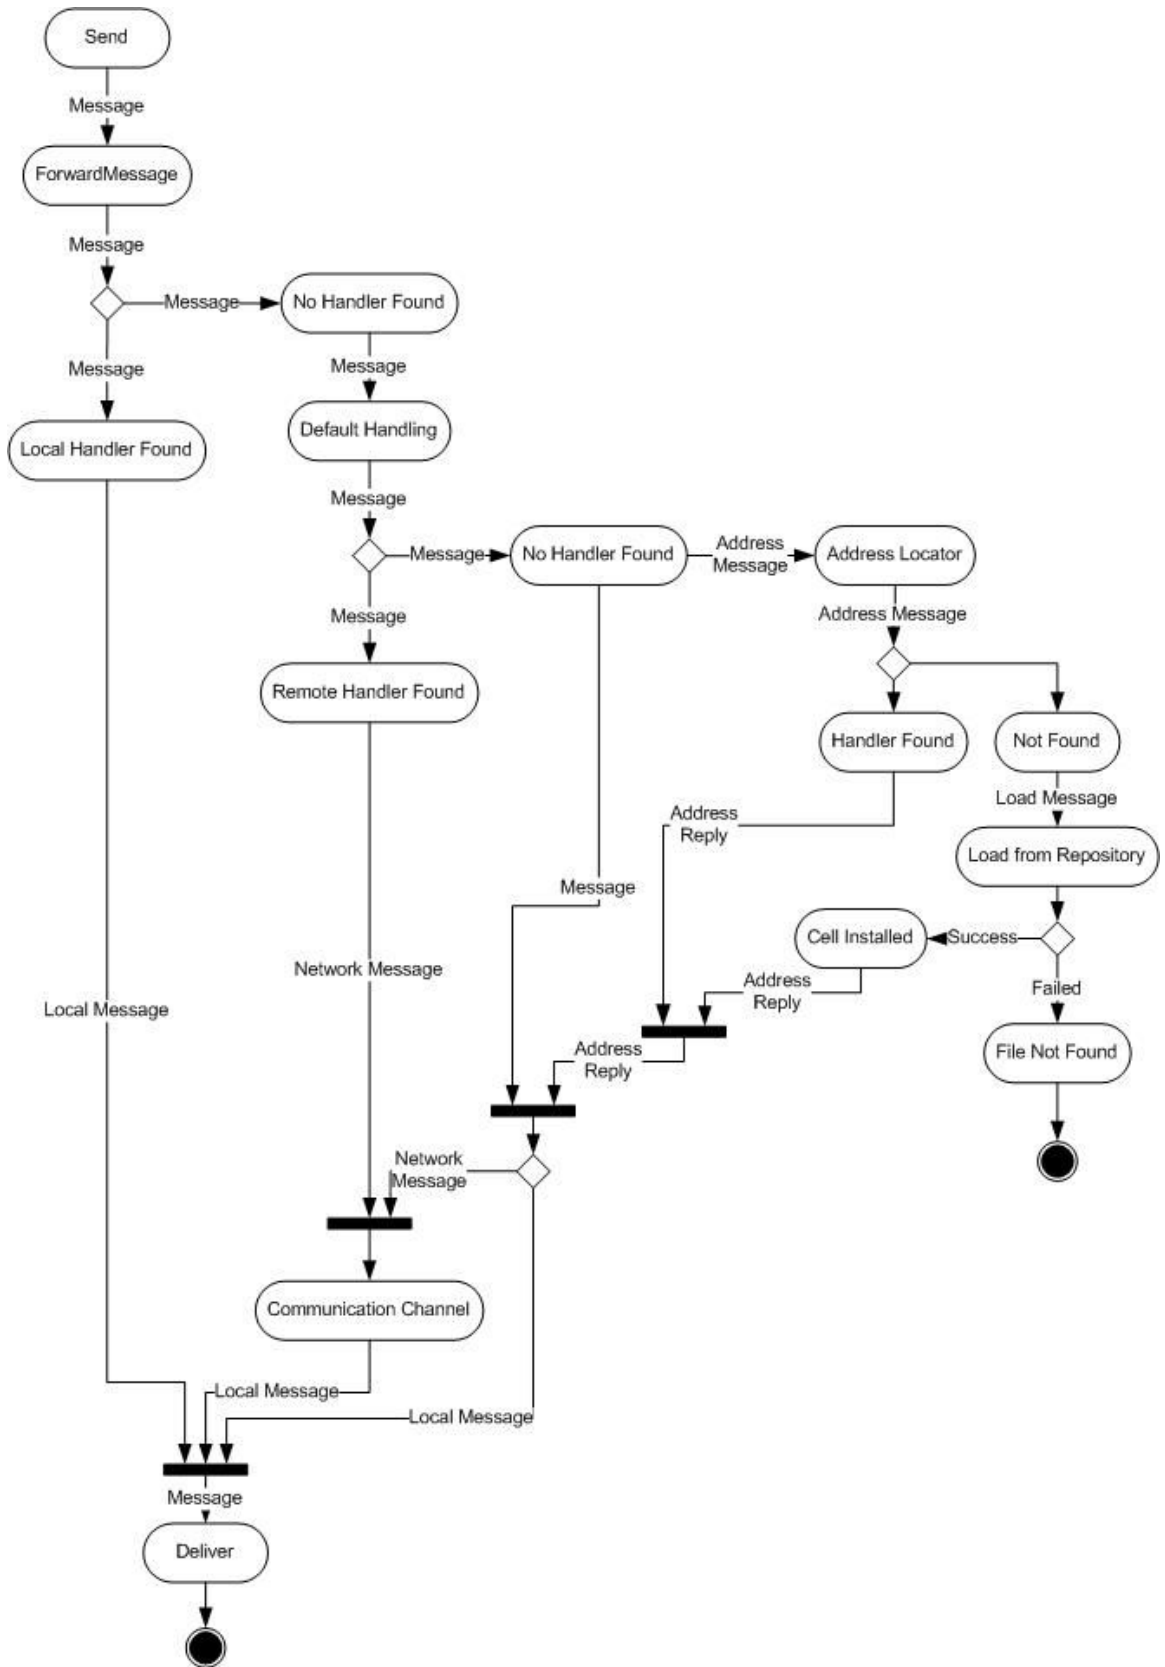 Send
Message
ForwardMessage
Message
Message
No Handler Found
Message
Message
Local Handler Found
Default Handling
Message
Message
No Handler Found
Address
Message
Address Locator
Message
Address Message
Remote Handler Found
Handler Found
Not Found
Load Message
Address
Reply
Load from Repository
Message
Cell Installed
Success
Network Message
Address
Reply
Failed
Local Message
Address
Reply
File Not Found
Network
Message
Communication Channel
Local Message
Local Message
Message
Deliver